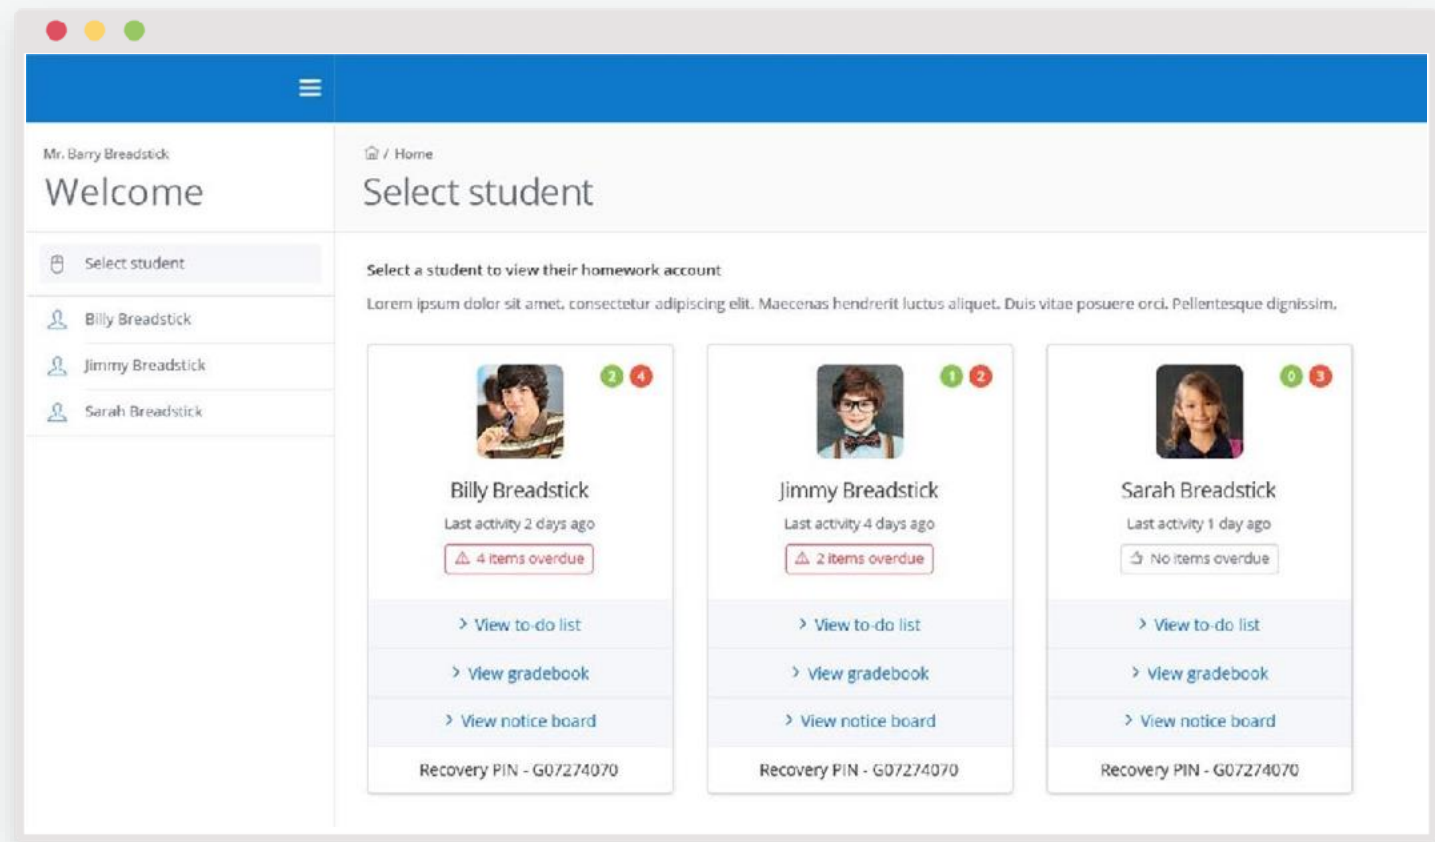 Mr. Barry Breadstick
Welcome
Select student
Billy Breadstick
Jimmy Breadstick
Sarah Breadstick
/ Home
Select student
Select a student to view their homework account
Lorem ipsum dolor sit amet, consectetur adipiscing elit. Maecenas hendrerit luctus aliquet. Duis vitae posuere orci. Pellentesque dignissim.
2 4
Billy Breadstick
Last activity 2 days ago
4 items overdue
> View to-do list
> View gradebook
> View notice board
Recovery PIN - G07274070
1 2
Jimmy Breadstick
Last activity 4 days ago
2 items overdue
> View to-do list
> View gradebook
> View notice board
Recovery PIN - G07274070
0 3
Sarah Breadstick
Last activity 1 day ago
No items overdue
> View to-do list
> View gradebook
> View notice board
Recovery PIN - G07274070